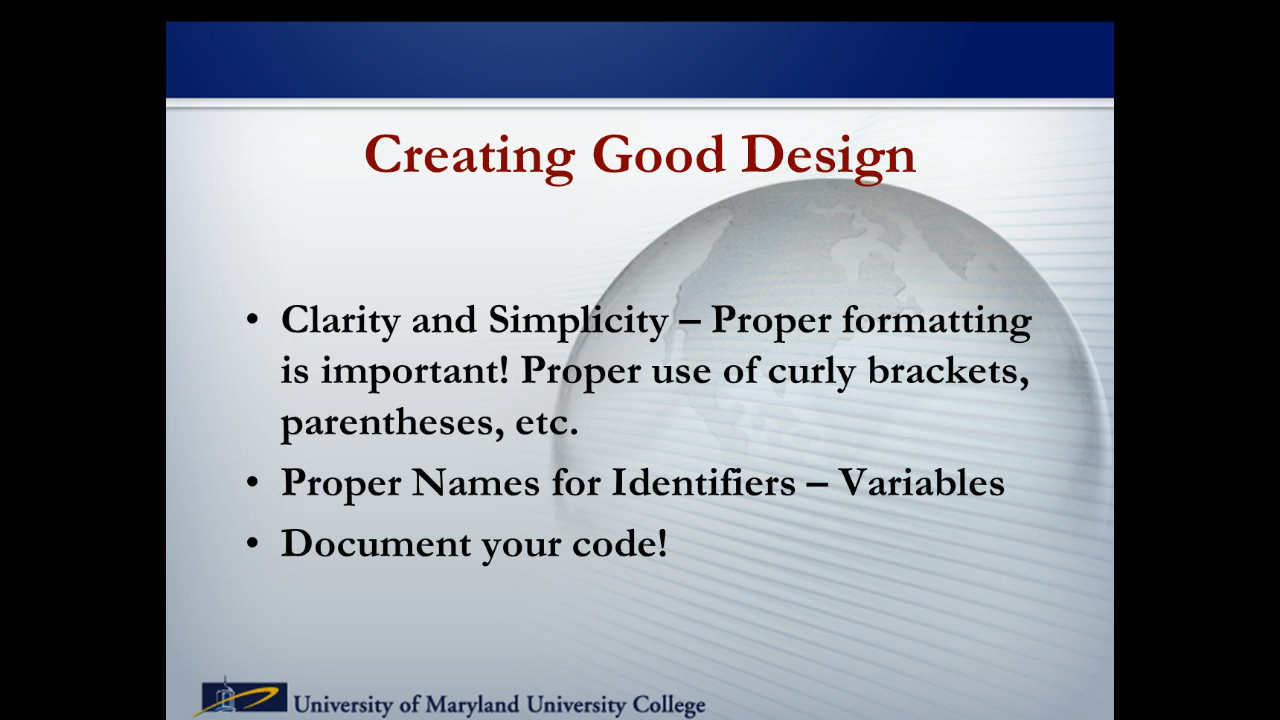 Creating Good Design
• Clarity and Simplicity – Proper formatting
is important! Proper use of curly brackets,
parentheses, etc.
• Proper Names for Identifiers – Variables
• Document your code!
University of Maryland University College